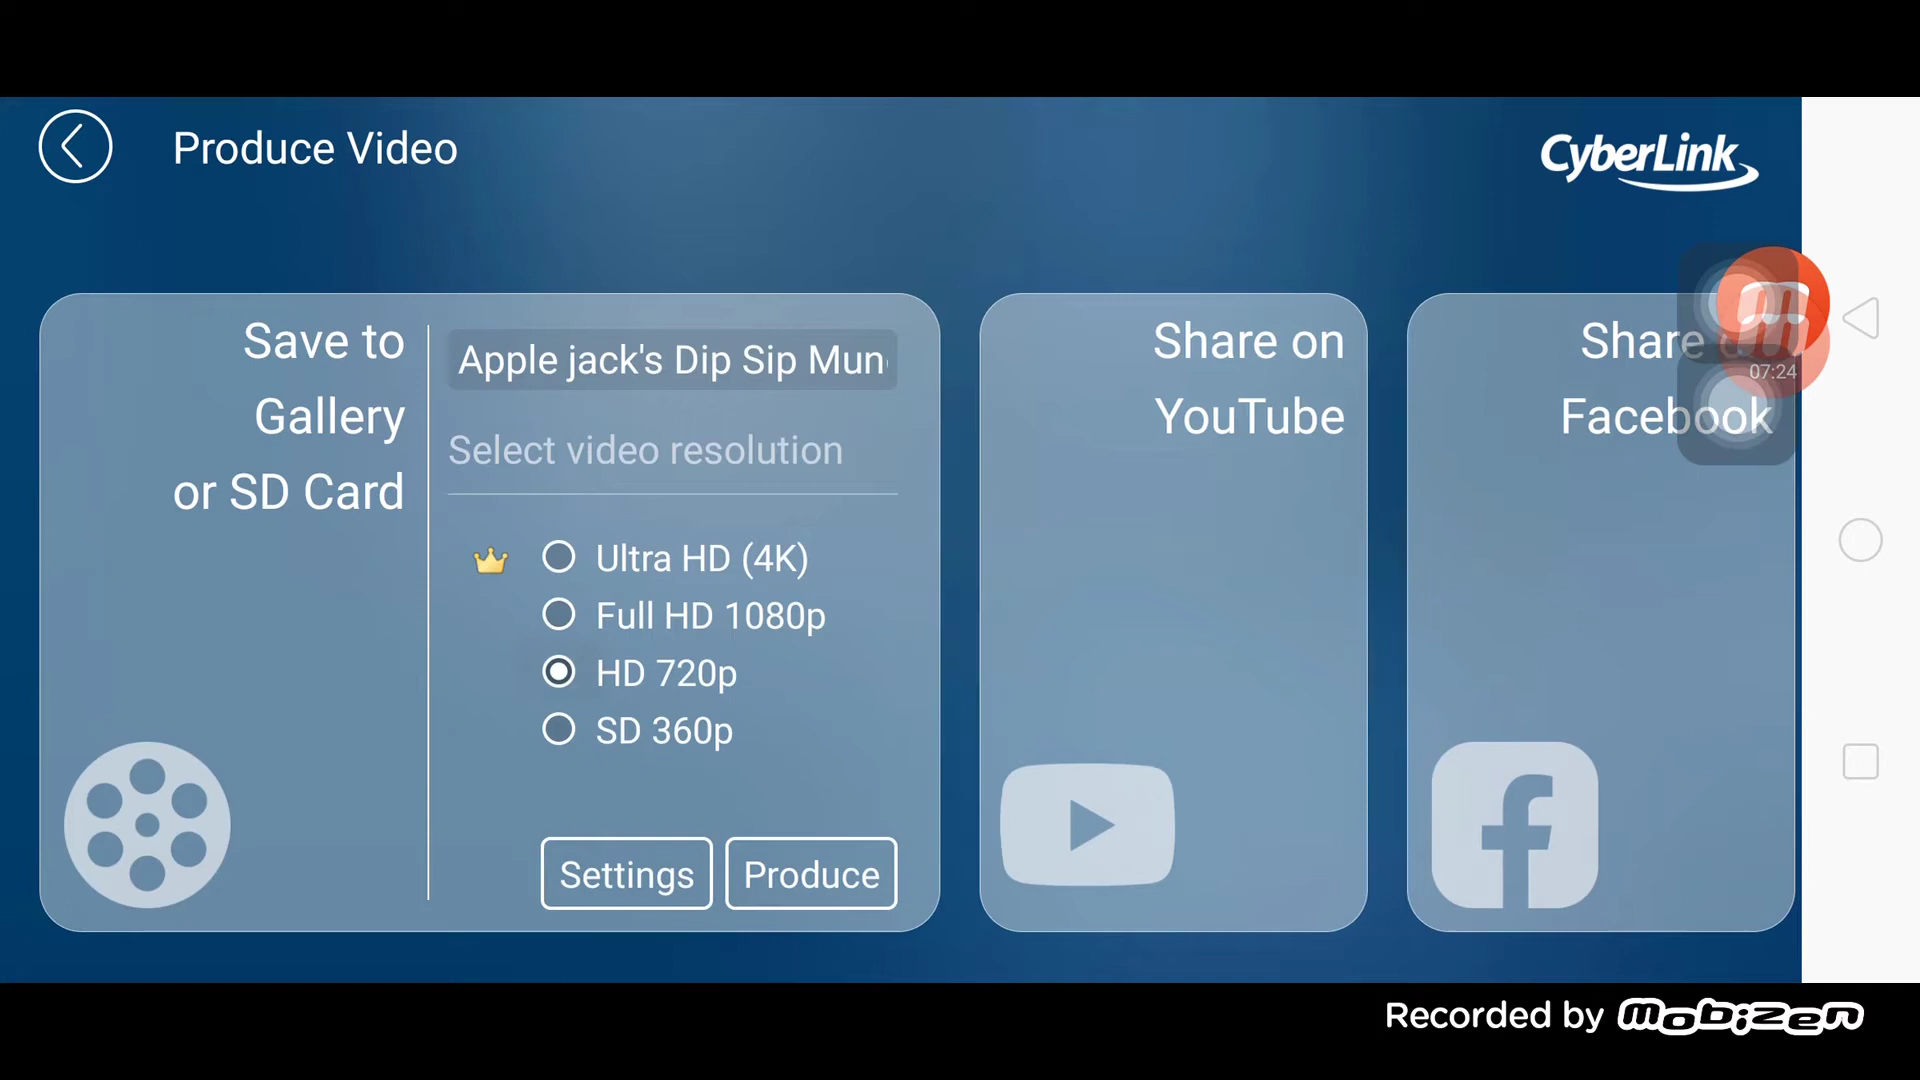 Produce Video
CyberLink
Save to
Gallery
or SD Card
Apple jack's Dip Sip Mun
Select video resolution
Ultra HD (4K)
Full HD 1080p
HD 720p
SD 360p
Settings
Produce
Share on
YouTube
Share
Facebook
07:24
Recorded by mobizen